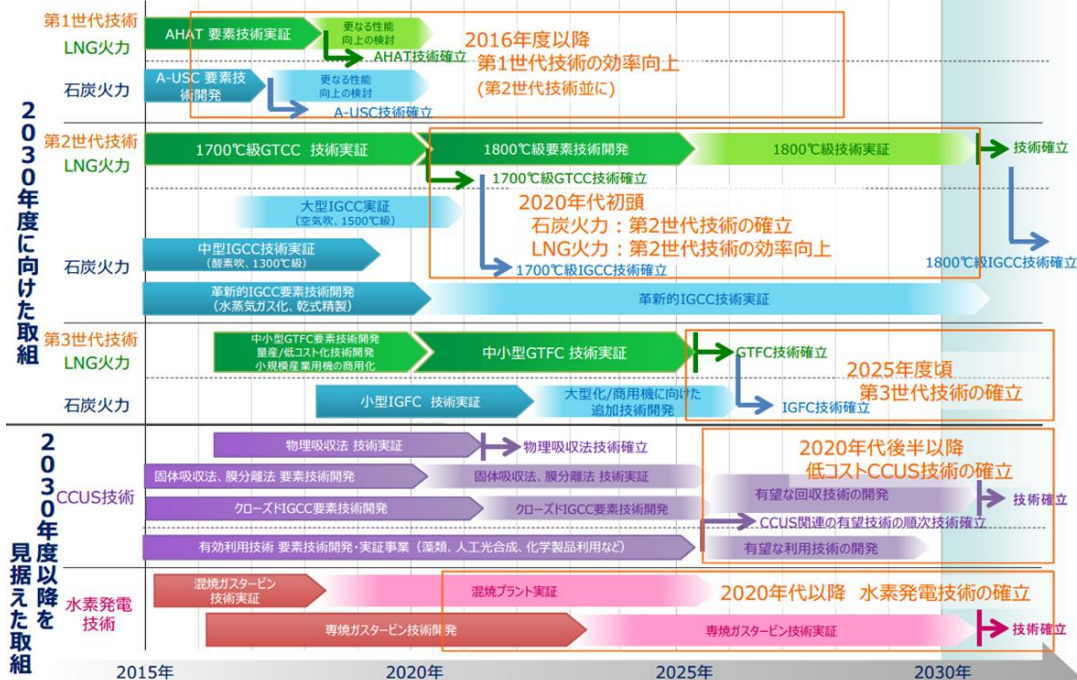 2030年度に向けた取組
第1世代技術
LNG火力
AHAT 要素技術実証
更なる性能
向上の検討
AHAT技術確立
石炭火力
A-USC 要素技
術開発
更なる性能
向上の検討
A-USC技術確立
2016年度以降
第1世代技術の効率向上
(第2世代技術並に)
第2世代技術
LNG火力
1700℃級GTCC 技術実証
1800℃級要素技術開発
1800℃級技術実証
技術確立
1700℃級GTCC技術確立
大型IGCC実証
(空気吹、1500℃級)
2020年代初頭
石炭火力：第2世代技術の確立
LNG火力：第2世代技術の効率向上
石炭火力
中型IGCC技術実証
(酸素吹、1300℃級)
1700℃級IGCC技術確立
1800℃級IGCC技術確立
革新的IGCC要素技術開発
(水蒸気ガス化、乾式精製)
革新的IGCC技術実証
第3世代技術
LNG火力
中小型GTFC要素技術開発
量産/低コスト化技術開発
小規模産業用機の商用化
中小型GTFC 技術実証
GTFC技術確立
2025年度頃
第3世代技術の確立
石炭火力
小型IGFC 技術実証
大型化/商用機に向けた
追加技術開発
IGFC技術確立
2030年度以降を
見据えた取組
CCUS技術
物理吸収法 技術実証
物理吸収法技術確立
2020年代後半以降
低コストCCUS技術の確立
固体吸収法、膜分離法 要素技術開発
固体吸収法、膜分離法 技術実証
有望な回収技術の開発
技術確立
クローズドIGCC要素技術開発
クローズドIGCC要素技術開発
CCUS関連の有望技術の順次技術確立
有効利用技術 要素技術開発・実証事業（藻類、人工光合成、化学製品利用など）
有望な利用技術の開発
水素発電
技術
混焼ガスタービン
技術実証
混焼プラント実証
2020年代以降 水素発電技術の確立
専焼ガスタービン技術開発
専焼ガスタービン技術実証
技術確立
2015年
2020年
2025年
2030年